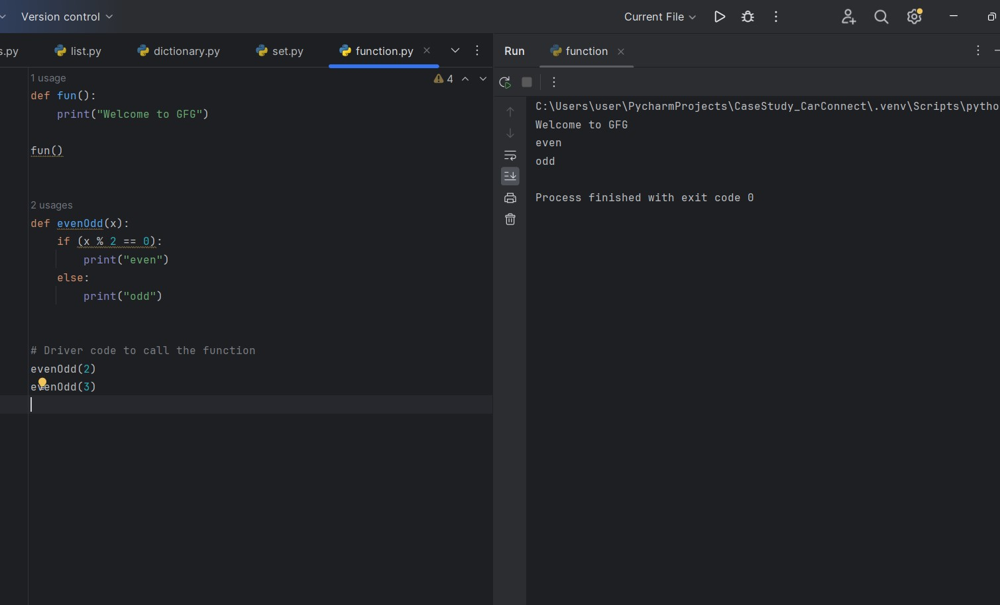 Version control
Current File
s.py
list.py
dictionary.py
set.py
function.py
1 usage
4
def fun():
    print("Welcome to GFG")
fun()
2 usages
def evenOdd(x):
    if (x % 2 == 0):
        print("even")
    else:
        print("odd")
# Driver code to call the function
evenOdd(2)
evenOdd(3)
Run
function
C:\Users\user\PycharmProjects\CaseStudy_CarConnect\.venv\Scripts\pytho
Welcome to GFG
even
odd
Process finished with exit code 0